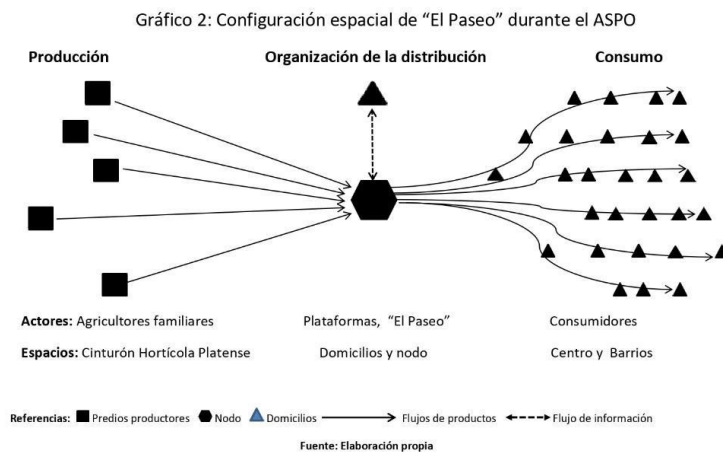 Gráfico 2: Configuración espacial de “El Paseo” durante el ASPO
Producción Organización de la distribución Consumo
Actores: Agricultores familiares Plataformas, “El Paseo” Consumidores
Espacios: Cinturón Hortícola Platense Domicilios y nodo Centro y Barrios
Referencias: Predios productores Nodo Domicilios Flujos de productos Flujo de información
Fuente: Elaboración propia